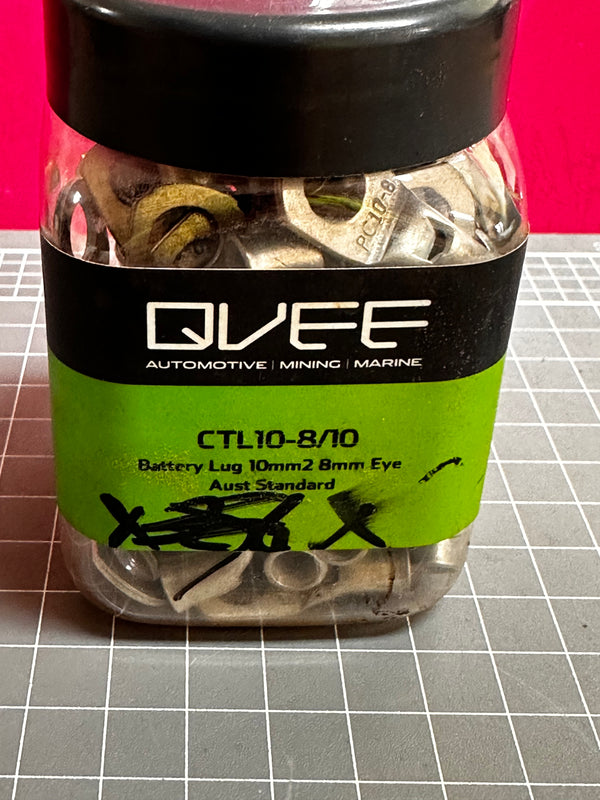 PC10-8
QVEE
AUTOMOTIVE | MINING | MARINE
CTL10-8/10
Battery Lug 10mm2 8mm Eye
Aust Standard